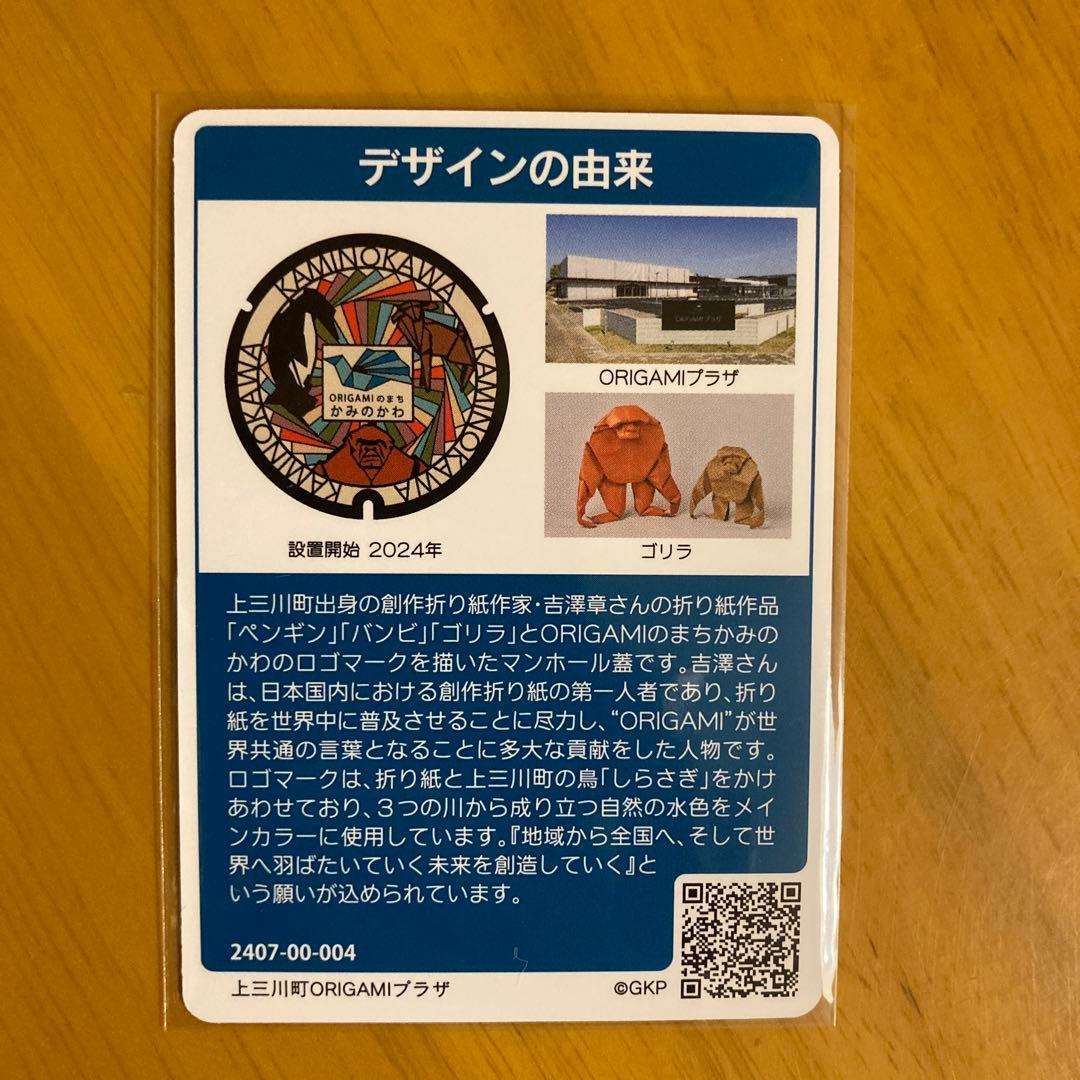 デザインの由来
KAMINOKAWA
KAMINOKAWA
KAMINOKAWA
ORIGAMIのまち
かみのかわ
設置開始 2024年
ORIGAMIプラザ
ORIGAMIプラザ
ゴリラ
上三川町出身の創作折り紙作家・吉澤章さんの折り紙作品
「ペンギン」「バンビ」「ゴリラ」とORIGAMIのまちかみの
かわのロゴマークを描いたマンホール蓋です。吉澤さん
は、日本国内における創作折り紙の第一人者であり、折り
紙を世界中に普及させることに尽力し、“ORIGAMI”が世
界共通の言葉となることに多大な貢献をした人物です。
ロゴマークは、折り紙と上三川町の鳥「しらさぎ」をかけ
あわせており、3つの川から成り立つ自然の水色をメイ
ンカラーに使用しています。『地域から全国へ、そして世
界へ羽ばたいていく未来を創造していく』と
いう願いが込められています。
2407-00-004
上三川町ORIGAMIプラザ
©GKP